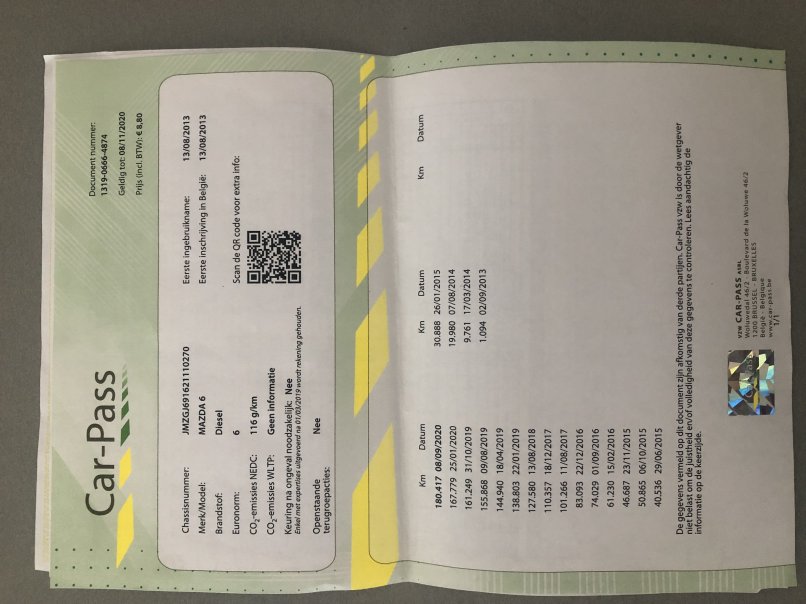 Car-Pass
Document nummer:
1319-0666-4874
Geldig tot: 08/11/2020
Prijs (incl. BTW): € 8,80
Chassisnummer: JMZGJ691621110270
Merk/Model: MAZDA 6
Brandstof: Diesel
Euronorm: 6
CO2-emissies NEDC: 116 g/km
CO2-emissies WLTP: Geen informatie
Keuring na ongeval noodzakelijk: Nee
Enkel met expertises uitgevoerd na 01/03/2019 wordt rekening gehouden.
Openstaande terugroepacties: Nee
Eerste ingebruikname: 13/08/2013
Eerste inschrijving in België: 13/08/2013
Scan de QR code voor extra info:
Km Datum
180.417 08/09/2020
167.779 25/01/2020
161.249 31/10/2019
155.868 09/08/2019
144.940 18/04/2019
138.803 22/01/2019
127.580 13/08/2018
110.357 18/12/2017
101.266 11/08/2017
83.093 22/12/2016
74.029 01/09/2016
61.230 15/02/2016
46.687 23/11/2015
50.865 06/10/2015
40.536 29/06/2015
Km Datum
30.888 26/01/2015
19.980 07/08/2014
9.761 17/03/2014
1.094 02/09/2013
Km Datum
De gegevens vermeld op dit document zijn afkomstig van derde partijen. Car-Pass vzw is door de wetgever
niet belast om de juistheid en/of volledigheid van deze gegevens te controleren. Lees aandachtig de
informatie op de keerzijde.
VZW CAR-PASS ASBL
Woluwedal 46/2 - Boulevard de la Woluwe 46/2
1200 BRUSSEL - BRUXELLES
België - Belgique
www.car-pass.be
1/1